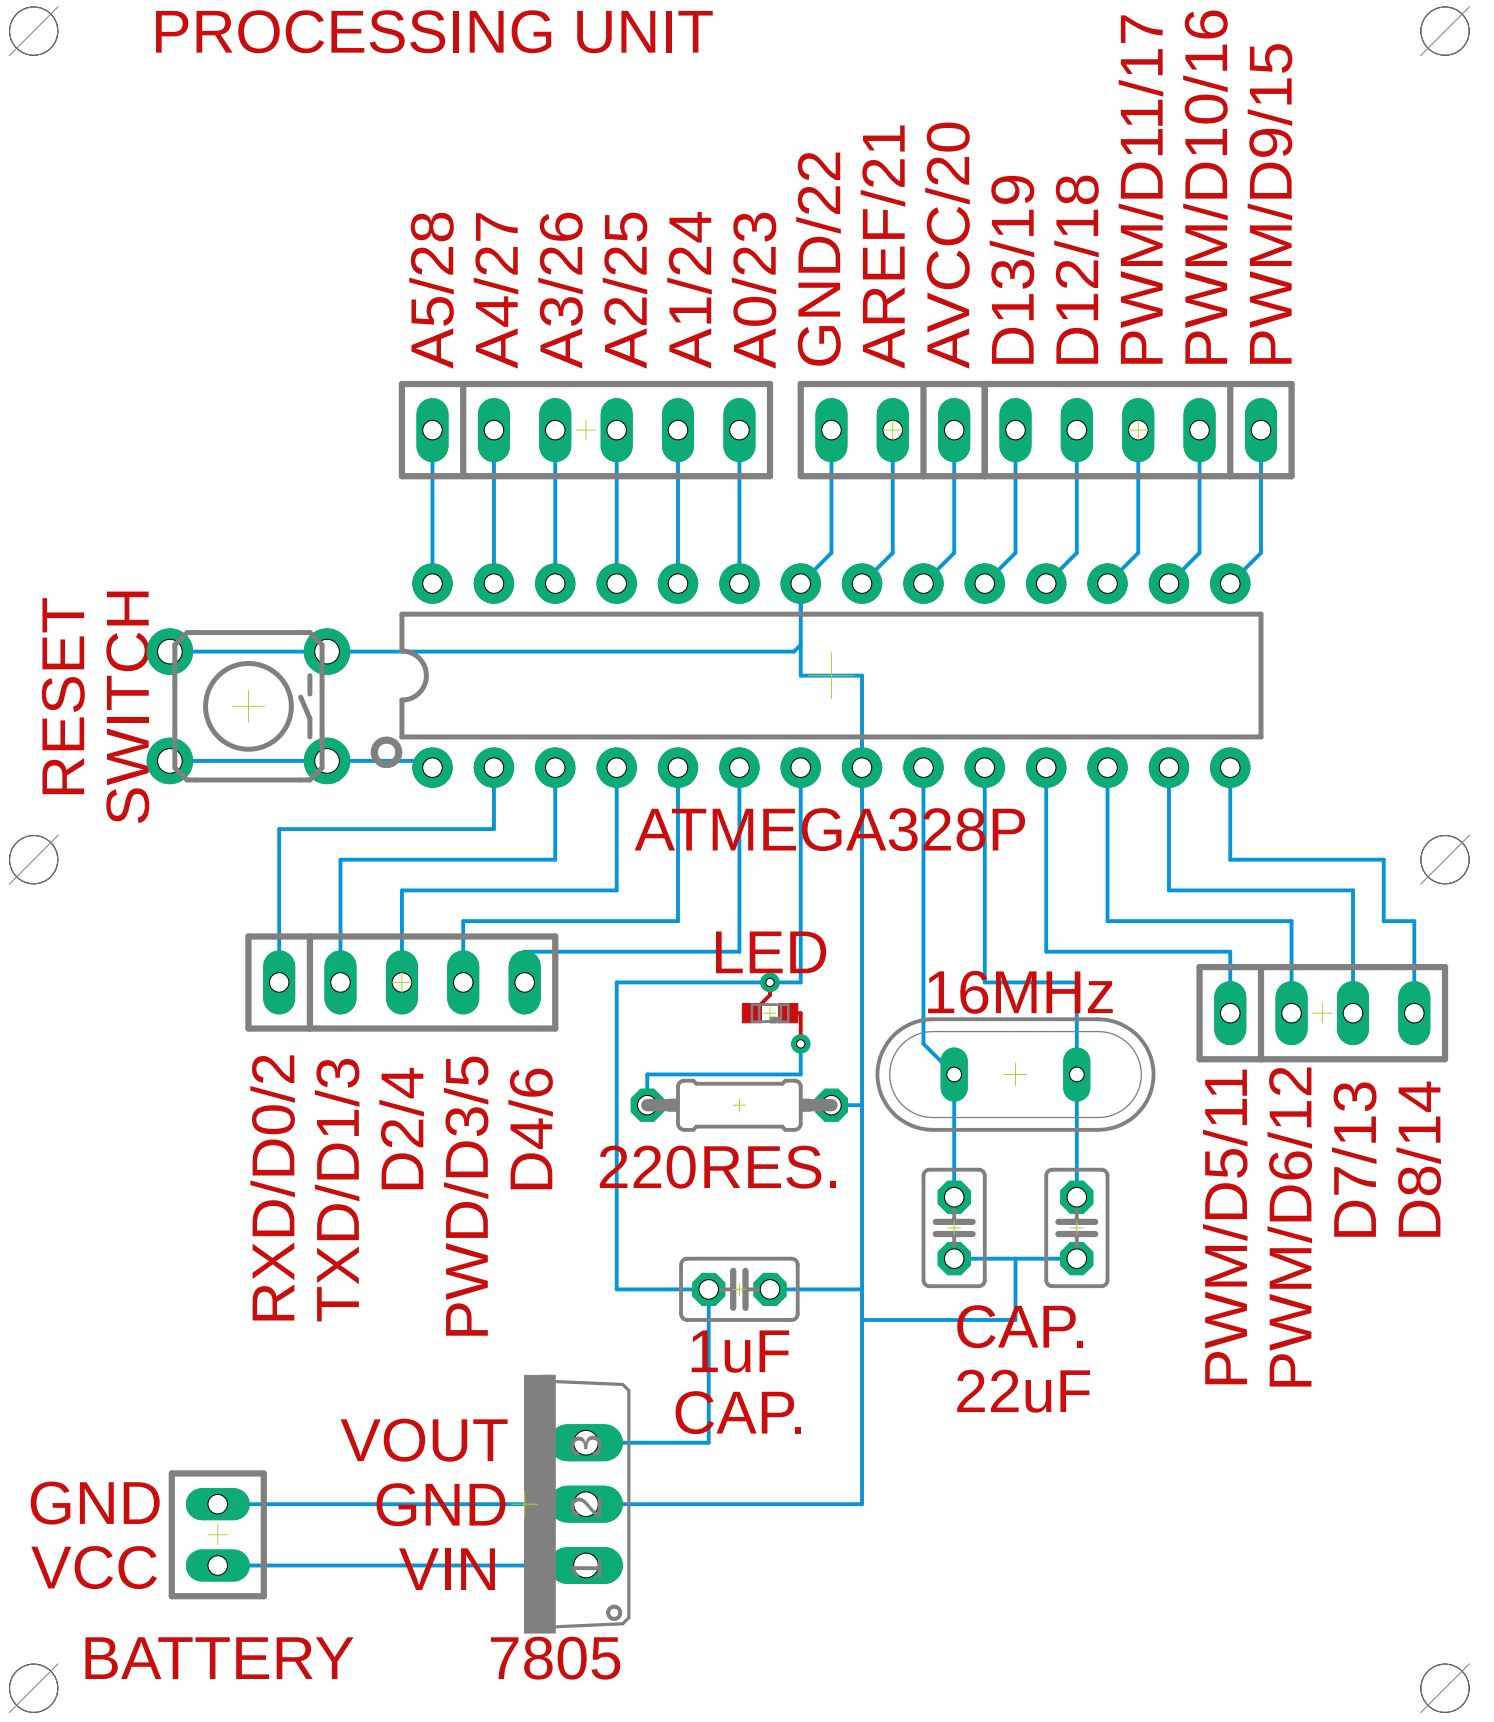 PROCESSING UNIT
A5/28
A4/27
A3/26
A2/25
A1/24
A0/23
GND/22
AREF/21
AVCC/20
D13/19
D12/18
PWM/D11/17
PWM/D10/16
PWM/D9/15
RESET
SWITCH
ATMEGA328P
LED
16MHz
RXD/D0/2
TXD/D1/3
D2/4
PWD/D3/5
D4/6
220RES.
PWM/D5/11
PWM/D6/12
D7/13
D8/14
1uF
CAP.
CAP.
22uF
VOUT
GND
VIN
3
2
1
GND
VCC
BATTERY
7805